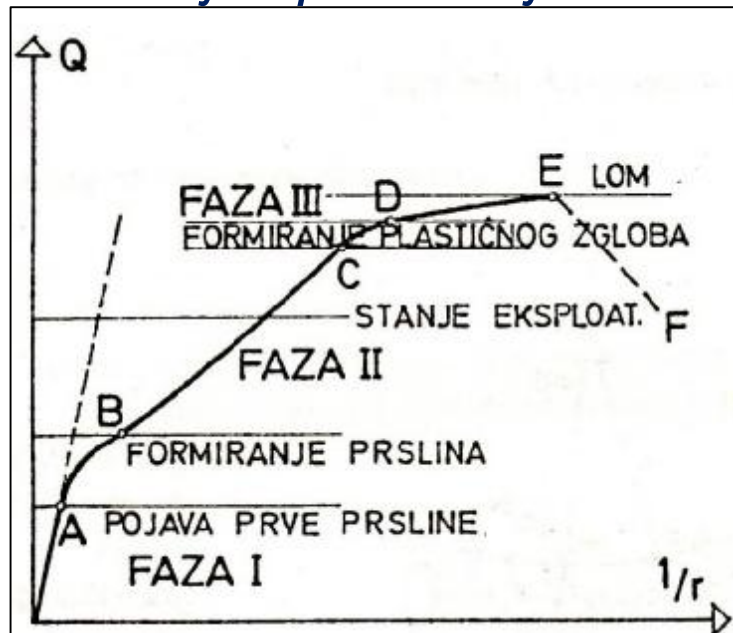 Q
E LOM
D
FAZA III
FORMIRANJE PLASTIČNOG ZGLOBA
C
STANJE EKSPLOAT. F
FAZA II
B
FORMIRANJE PRSLINA
A POJAVA PRVE PRSLINE
FAZA I
1/r